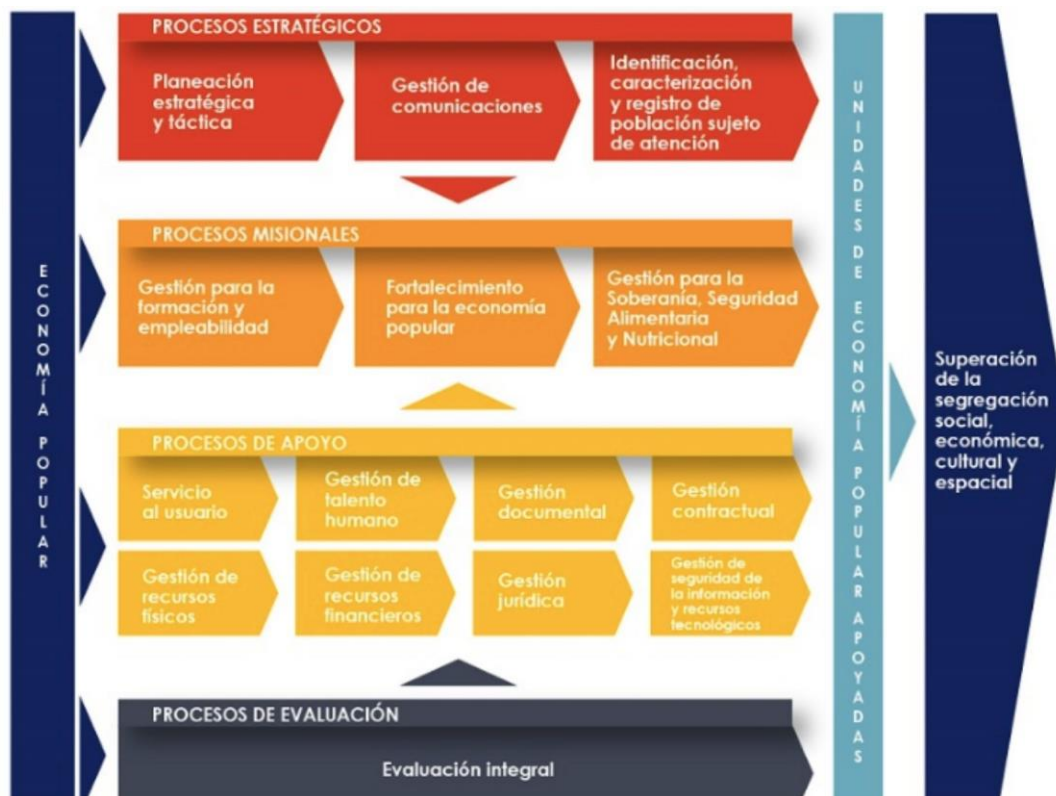 ECONOMÍA POPULAR
PROCESOS ESTRATÉGICOS
Planeación
estratégica
y táctica
Gestión de
comunicaciones
Identificación,
caracterización
y registro de
población sujeto
de atención
PROCESOS MISIONALES
Gestión para la
formación y
empleabilidad
Fortalecimiento
para la economía
popular
Gestión para la
Soberanía, Seguridad
Alimentaria
y Nutricional
PROCESOS DE APOYO
Servicio
al usuario
Gestión de
talento
humano
Gestión
documental
Gestión
contractual
Gestión de
recursos
físicos
Gestión de
recursos
financieros
Gestión
jurídica
Gestión de
seguridad de
la información
y recursos
tecnológicos
PROCESOS DE EVALUACIÓN
Evaluación integral
UNIDADES DE ECONOMÍA POPULAR APOYADAS
Superación
de la
segregación
social,
económica,
cultural y
espacial